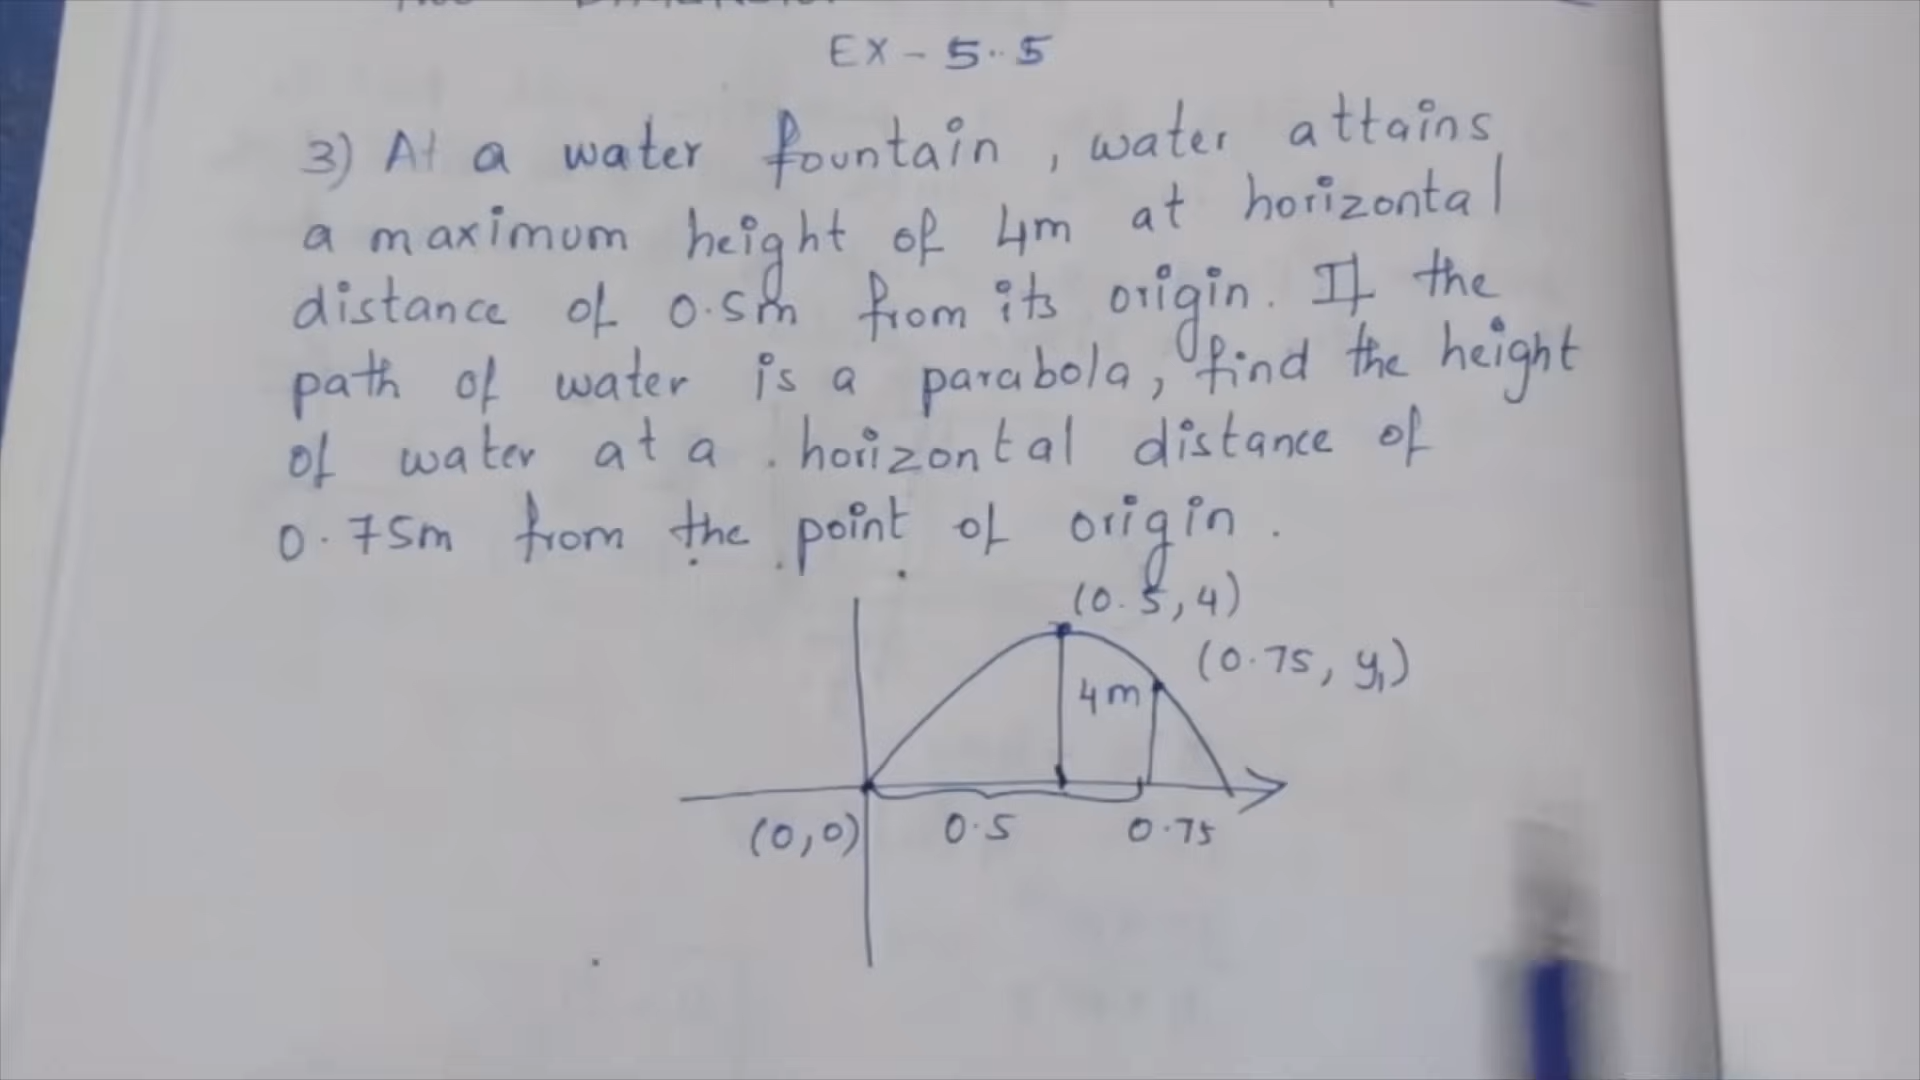 EX - 5.5
3) At a water fountain, water attains
a maximum height of 4m at horizontal
distance of 0.5m from its origin. If the
path of water is a parabola, find the height
of water at a horizontal distance of
0.75m from the point of origin.
(0.5, 4)
(0.75, y₁)
4m
(0,0) 0.5 0.75